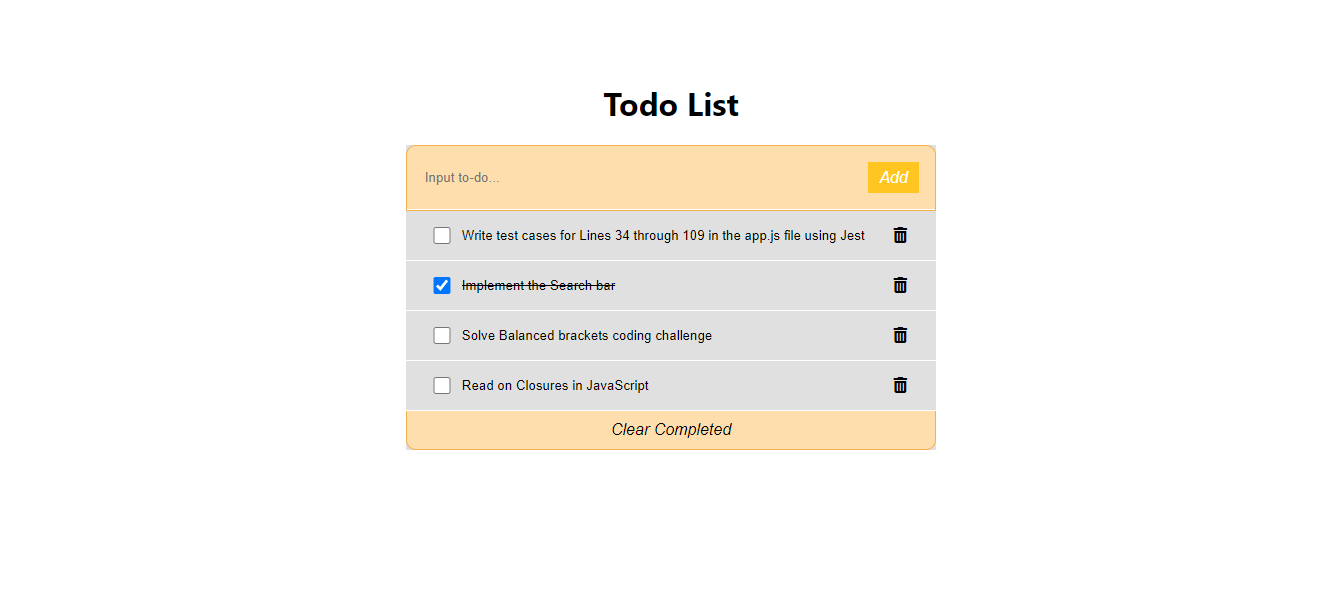 Todo List
Input to-do...
Add
Write test cases for Lines 34 through 109 in the app.js file using Jest
Implement the Search bar
Solve Balanced brackets coding challenge
Read on Closures in JavaScript
Clear Completed